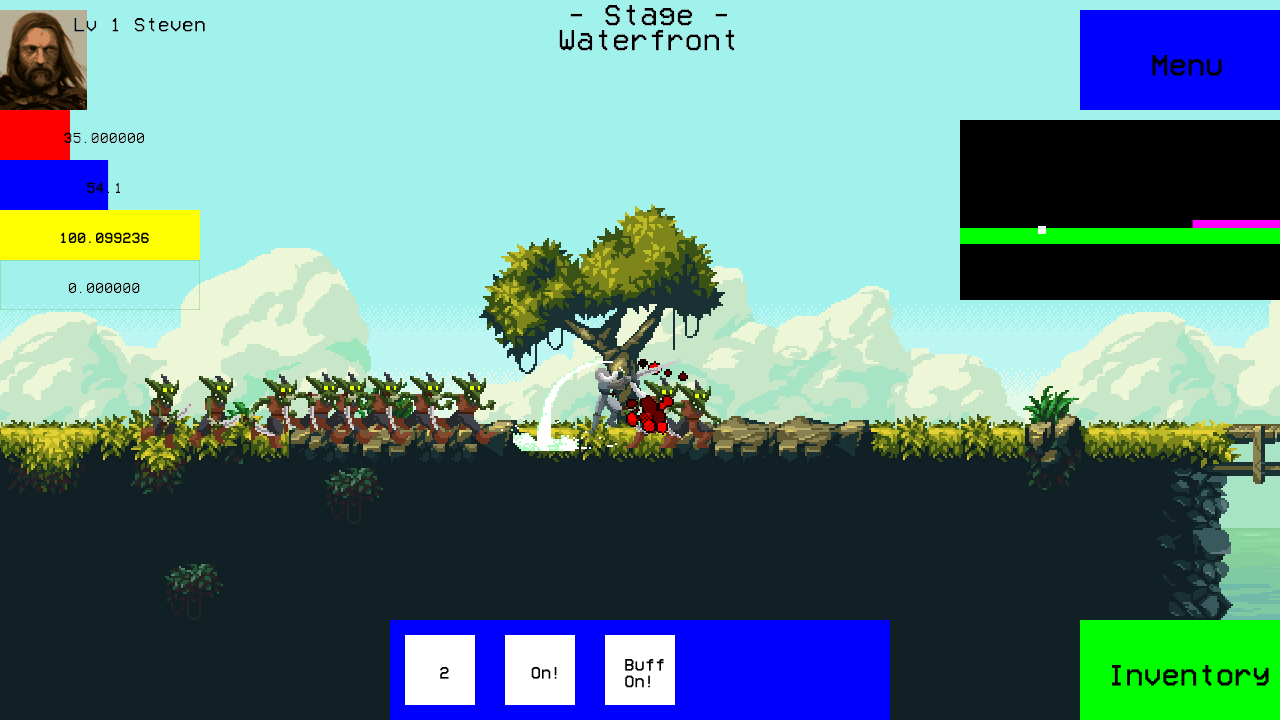 Lv 1 Steven
- Stage -
Waterfront
Menu
35.000000
54.1
100.099236
0.000000
2
On!
Buff
On!
Inventory